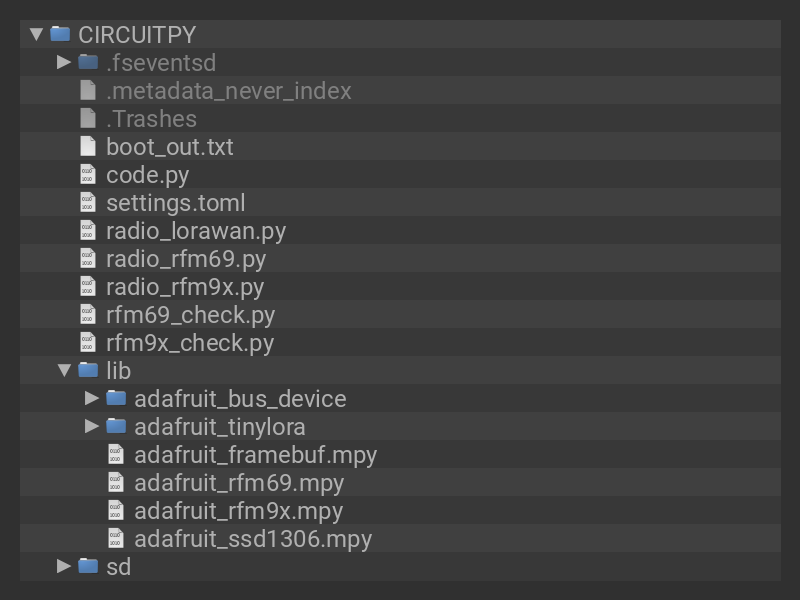 CIRCUITPY
.fseventsd
.metadata_never_index
.Trashes
boot_out.txt
code.py
settings.toml
radio_lorawan.py
radio_rfm69.py
radio_rfm9x.py
rfm69_check.py
rfm9x_check.py
lib
adafruit_bus_device
adafruit_tinylora
adafruit_framebuf.mpy
adafruit_rfm69.mpy
adafruit_rfm9x.mpy
adafruit_ssd1306.mpy
sd